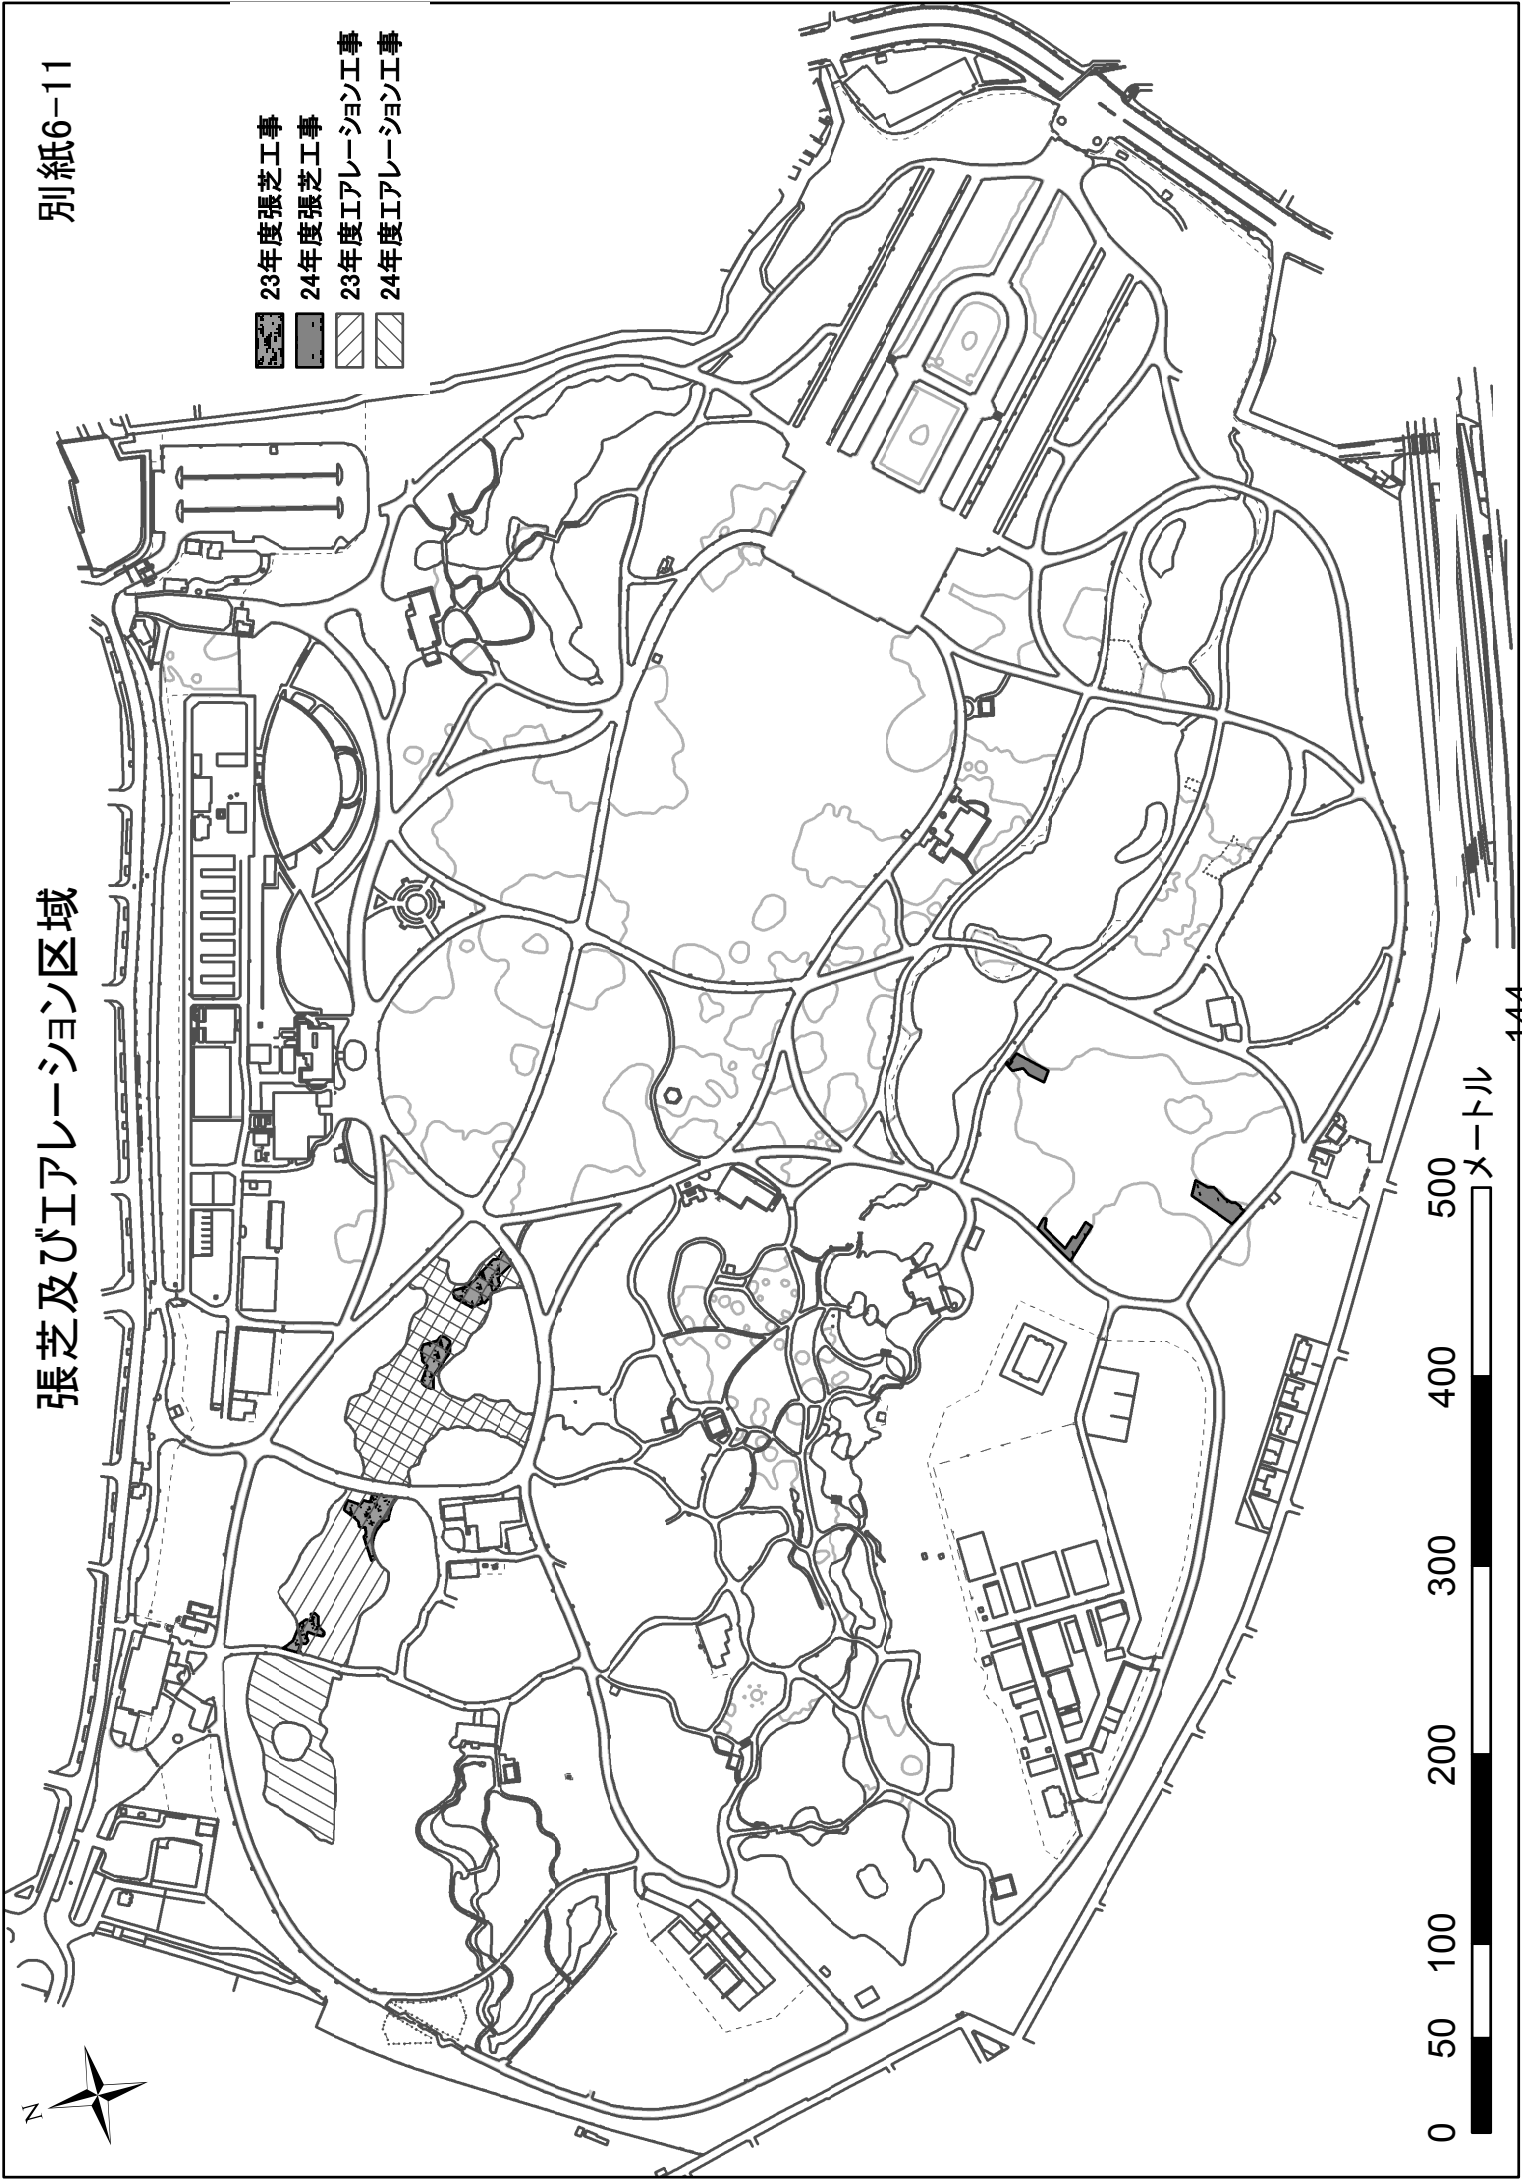 別紙6-11
張芝及びエアレーション区域
23年度張芝工事
24年度張芝工事
23年度エアレーション工事
24年度エアレーション工事
N
0 50 100 200 300 400 500
メートル
144